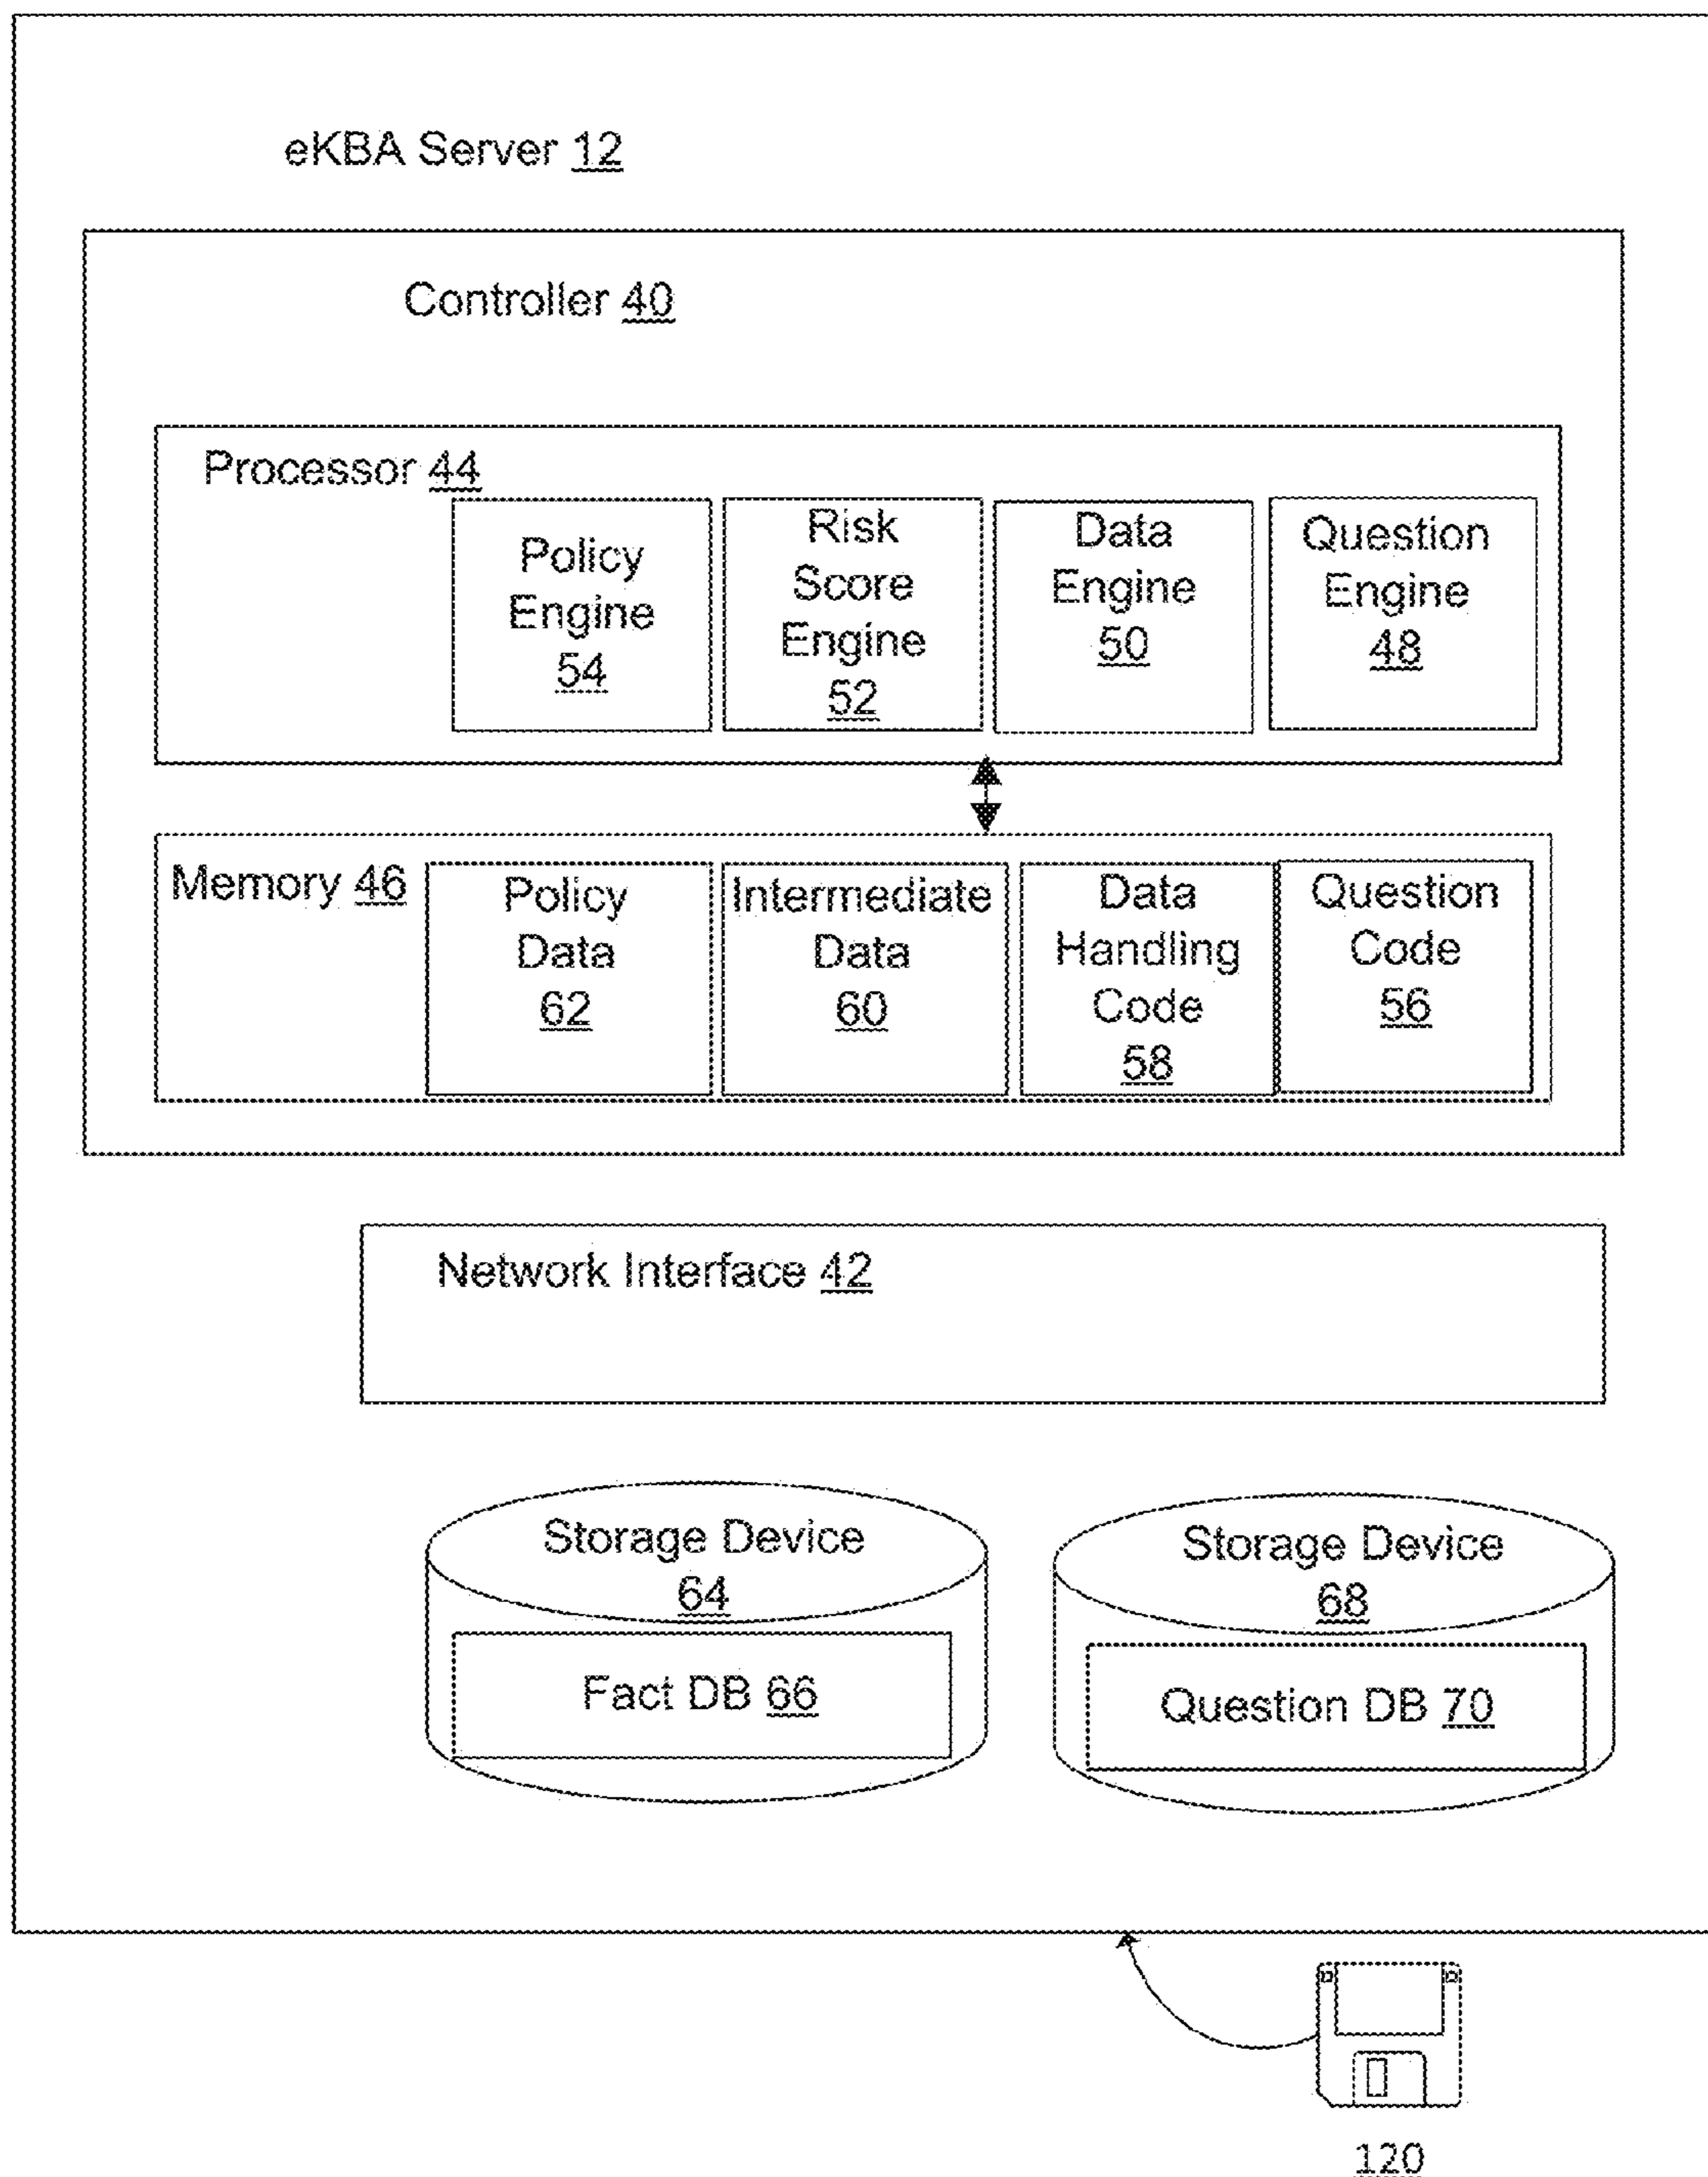 eKBA Server 12
Controller 40
Processor 44
Policy
Engine
54
Risk
Score
Engine
52
Data
Engine
50
Question
Engine
48
Memory 46
Policy
Data
62
Intermediate
Data
60
Data
Handling
Code
58
Question
Code
56
Network Interface 42
Storage Device
64
Fact DB 66
Storage Device
68
Question DB 70
120